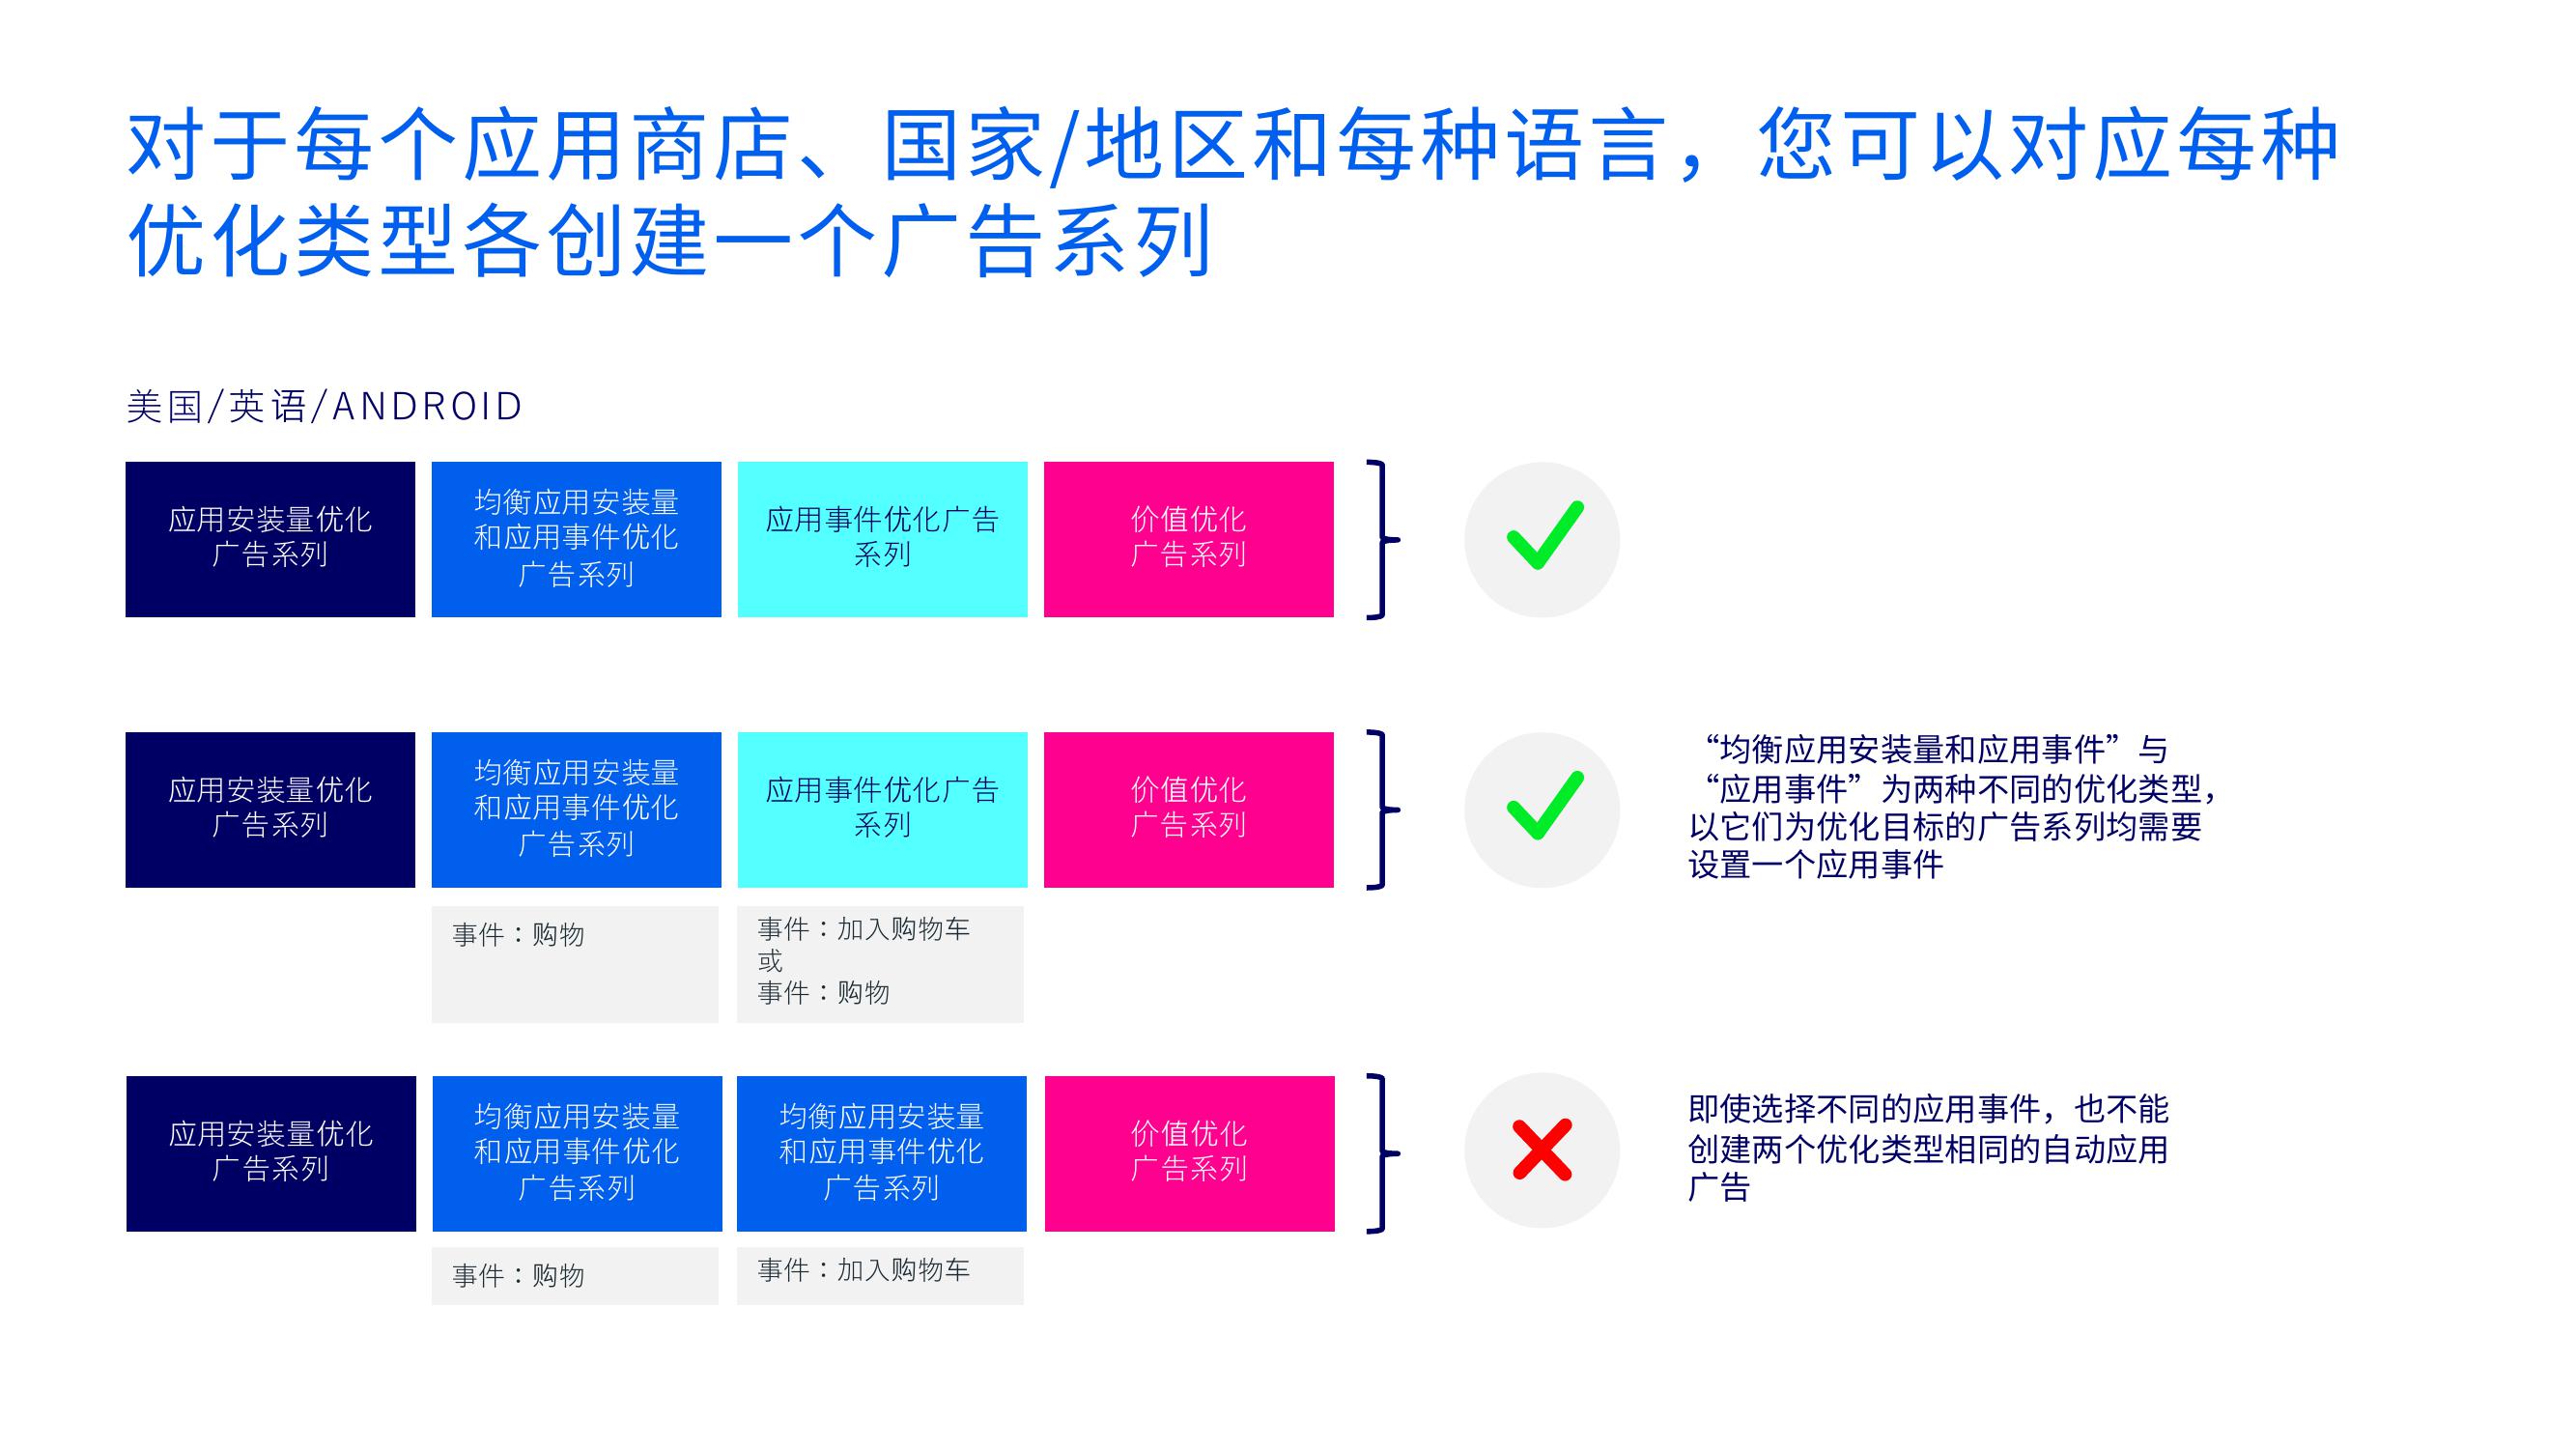 对于每个应用商店、国家/地区和每种语言，您可以对应每种
优化类型各创建一个广告系列
美国/英语/ANDROID
应用安装量优化
广告系列
均衡应用安装量
和应用事件优化
广告系列
应用事件优化广告
系列
价值优化
广告系列
应用安装量优化
广告系列
均衡应用安装量
和应用事件优化
广告系列
应用事件优化广告
系列
价值优化
广告系列
“均衡应用安装量和应用事件”与
“应用事件”为两种不同的优化类型，
以它们为优化目标的广告系列均需要
设置一个应用事件
事件：购物
事件：加入购物车
或
事件：购物
应用安装量优化
广告系列
均衡应用安装量
和应用事件优化
广告系列
均衡应用安装量
和应用事件优化
广告系列
价值优化
广告系列
即使选择不同的应用事件，也不能
创建两个优化类型相同的自动应用
广告
事件：购物
事件：加入购物车